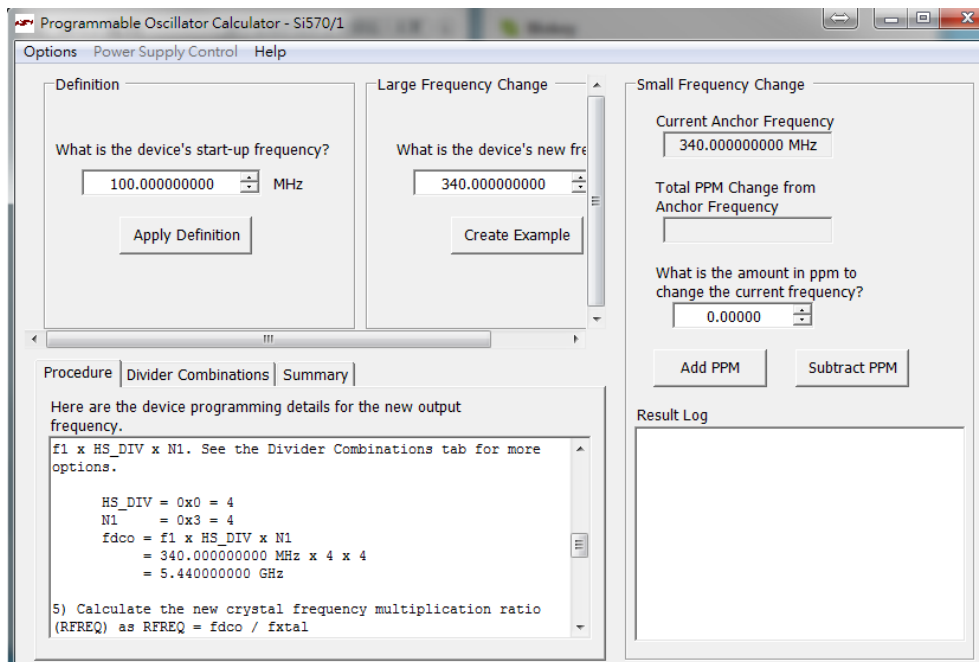 Programmable Oscillator Calculator - Si570/1
Options Power Supply Control Help
Definition
What is the device's start-up frequency?
100.000000000 MHz
Apply Definition
Large Frequency Change
What is the device's new fre
340.000000000
Create Example
Small Frequency Change
Current Anchor Frequency
340.000000000 MHz
Total PPM Change from
Anchor Frequency
What is the amount in ppm to
change the current frequency?
0.00000
Add PPM Subtract PPM
Result Log
Procedure Divider Combinations Summary
Here are the device programming details for the new output
frequency.
f1 x HS_DIV x N1. See the Divider Combinations tab for more
options.
HS_DIV = 0x0 = 4
N1 = 0x3 = 4
fdco = f1 x HS_DIV x N1
= 340.000000000 MHz x 4 x 4
= 5.440000000 GHz
5) Calculate the new crystal frequency multiplication ratio
(RFREQ) as RFREQ = fdco / fxtal